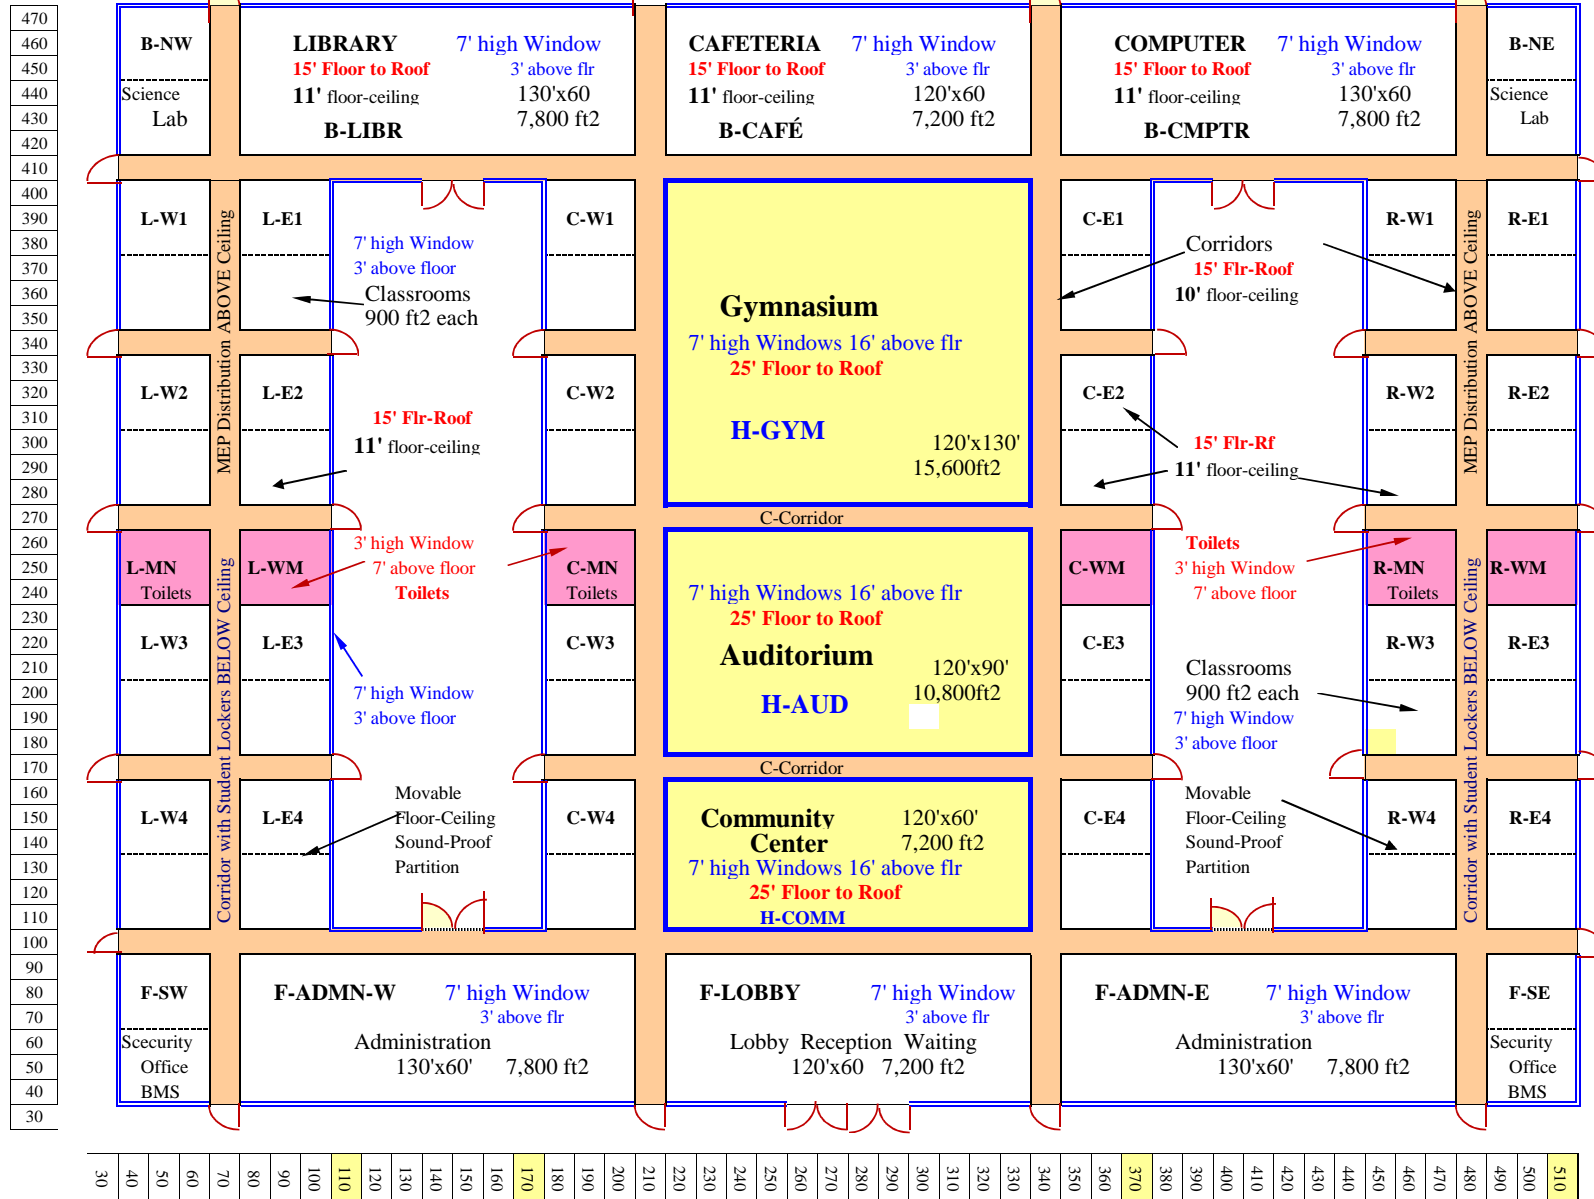 470
460
450
440
430
420
410
400
390
380
370
360
350
340
330
320
310
300
290
280
270
260
250
240
230
220
210
200
190
180
170
160
150
140
130
120
110
100
90
80
70
60
50
40
30
B-NW
Science
Lab
LIBRARY 7' high Window
15' Floor to Roof 3' above flr
11' floor-ceiling 130'x60
7,800 ft2
B-LIBR
CAFETERIA 7' high Window
15' Floor to Roof 3' above flr
11' floor-ceiling 120'x60
7,200 ft2
B-CAFÉ
COMPUTER 7' high Window
15' Floor to Roof 3' above flr
11' floor-ceiling 130'x60
7,800 ft2
B-CMPTR
B-NE
Science
Lab
L-W1
L-W2
L-MN
Toilets
L-W3
L-W4
MEP Distribution ABOVE Ceiling
Corridor with Student Lockers BELOW Ceiling
L-E1
L-E2
L-WM
L-E3
L-E4
7' high Window
3' above floor
Classrooms
900 ft2 each
15' Flr-Roof
11' floor-ceiling
3' high Window
7' above floor
Toilets
7' high Window
3' above floor
Movable
Floor-Ceiling
Sound-Proof
Partition
C-W1
C-W2
C-MN
Toilets
C-W3
C-W4
Gymnasium
7' high Windows 16' above flr
25' Floor to Roof
H-GYM
120'x130'
15,600ft2
C-Corridor
7' high Windows 16' above flr
25' Floor to Roof
Auditorium
120'x90'
10,800ft2
H-AUD
C-Corridor
Community 120'x60'
Center 7,200 ft2
7' high Windows 16' above flr
25' Floor to Roof
H-COMM
C-E1
C-E2
C-WM
C-E3
C-E4
Corridors
15' Flr-Roof
10' floor-ceiling
15' Flr-Rf
11' floor-ceiling
Toilets
3' high Window
7' above floor
Classrooms
900 ft2 each
7' high Window
3' above floor
Movable
Floor-Ceiling
Sound-Proof
Partition
R-W1
R-W2
R-MN
Toilets
R-W3
R-W4
MEP Distribution ABOVE Ceiling
Corridor with Student Lockers BELOW Ceiling
R-E1
R-E2
R-WM
R-E3
R-E4
F-SW
Scecurity
Office
BMS
F-ADMN-W 7' high Window
3' above flr
Administration
130'x60' 7,800 ft2
F-LOBBY 7' high Window
3' above flr
Lobby Reception Waiting
120'x60 7,200 ft2
F-ADMN-E 7' high Window
3' above flr
Administration
130'x60' 7,800 ft2
F-SE
Security
Office
BMS
30 40 50 60 70 80 90 100 110 120 130 140 150 160 170 180 190 200 210 220 230 240 250 260 270 280 290 300 310 320 330 340 350 360 370 380 390 400 410 420 430 440 450 460 470 480 490 500 510